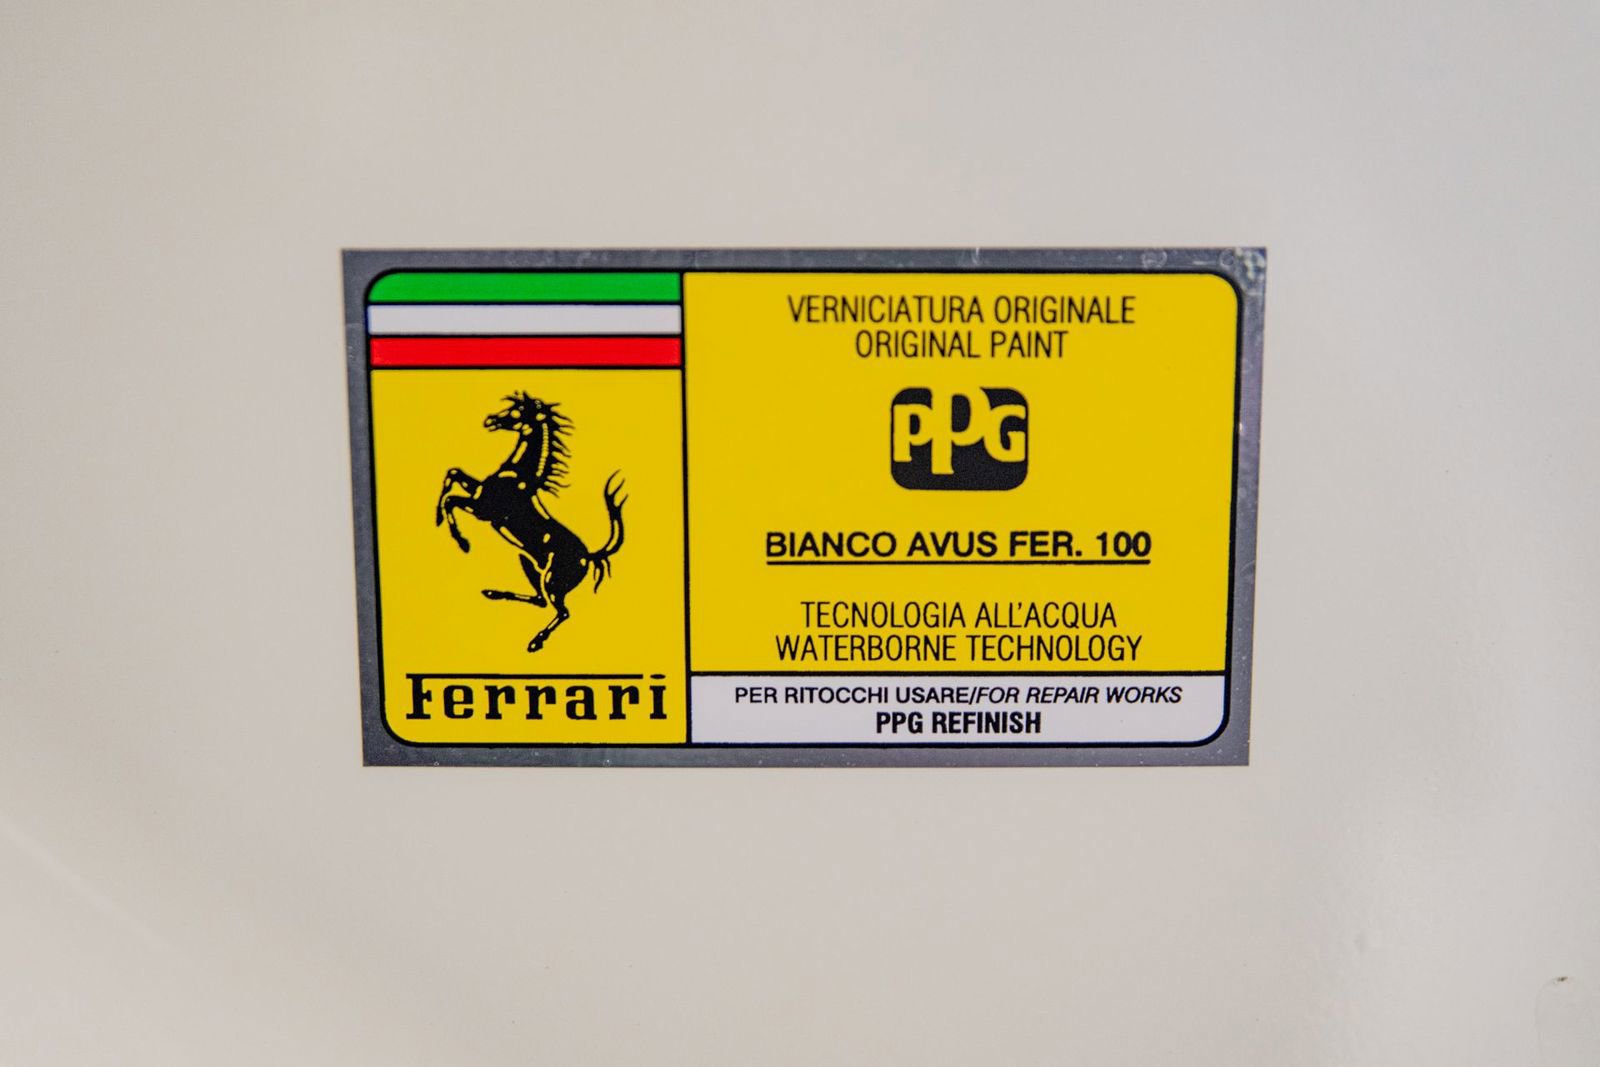 Ferrari
VERNICIATURA ORIGINALE
ORIGINAL PAINT
PPG
BIANCO AVUS FER. 100
TECNOLOGIA ALL'ACQUA
WATERBORNE TECHNOLOGY
PER RITOCCHI USARE/FOR REPAIR WORKS
PPG REFINISH